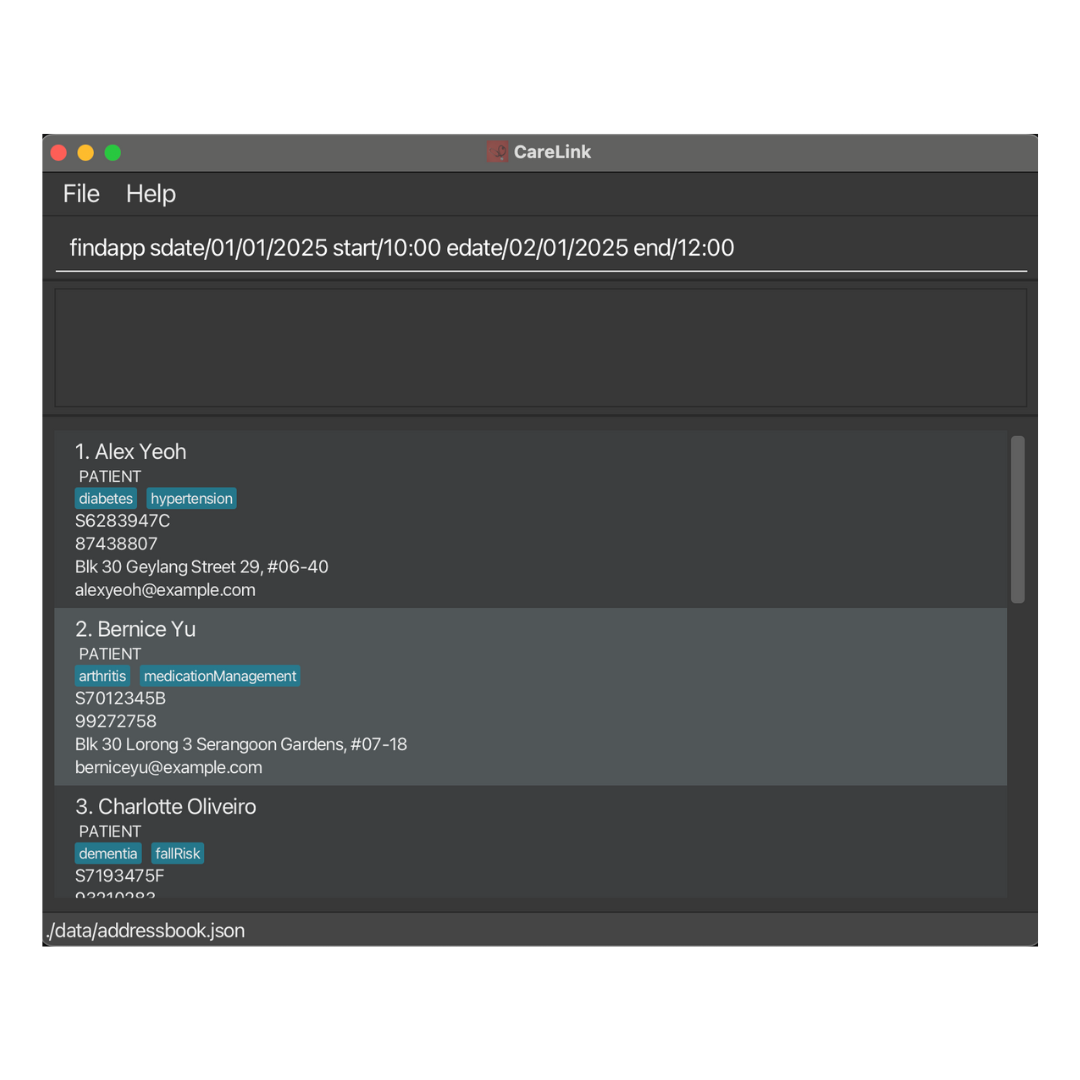 CareLink
File Help
findapp sdate/01/01/2025 start/10:00 edate/02/01/2025 end/12:00
1. Alex Yeoh
PATIENT
diabetes hypertension
S6283947C
87438807
Blk 30 Geylang Street 29, #06-40
alexyeoh@example.com
2. Bernice Yu
PATIENT
arthritis medicationManagement
S7012345B
99272758
Blk 30 Lorong 3 Serangoon Gardens, #07-18
berniceyu@example.com
3. Charlotte Oliveiro
PATIENT
dementia fallRisk
S7193475F
93210283
./data/addressbook.json